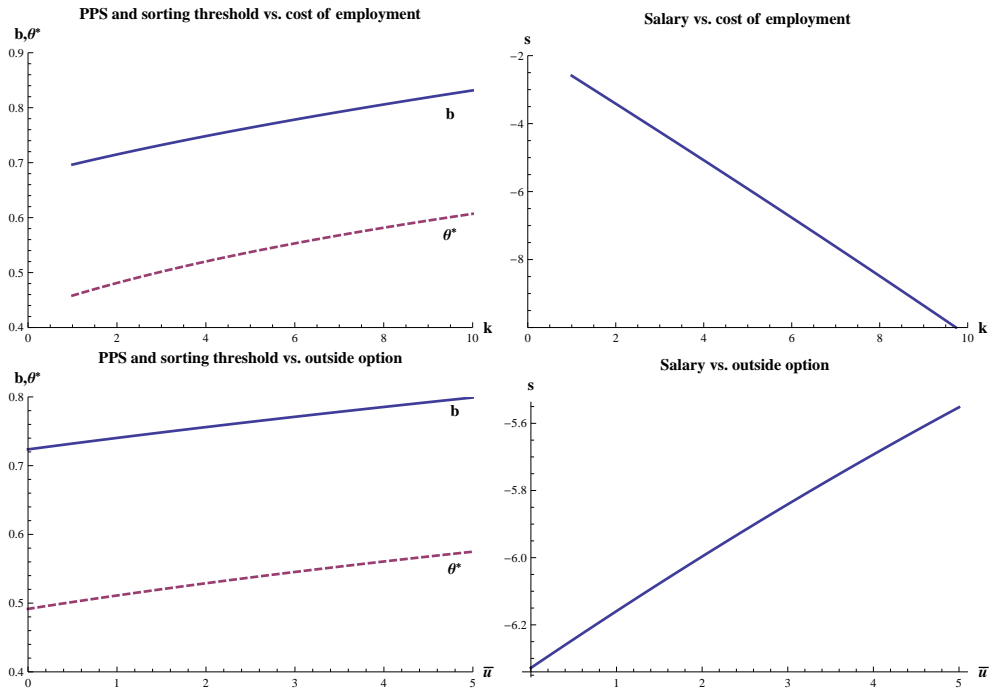 PPS and sorting threshold vs. cost of employment
b,θ*
0.9
0.8
0.7
0.6
0.5
0.4
b
θ*
0
2
4
6
8
10
k
Salary vs. cost of employment
s
−2
−4
−6
−8
0
2
4
6
8
10
k
PPS and sorting threshold vs. outside option
b,θ*
0.8
0.7
0.6
0.5
0.4
b
θ*
0
1
2
3
4
5
u̅
Salary vs. outside option
s
−5.6
−5.8
−6.0
−6.2
0
1
2
3
4
5
u̅